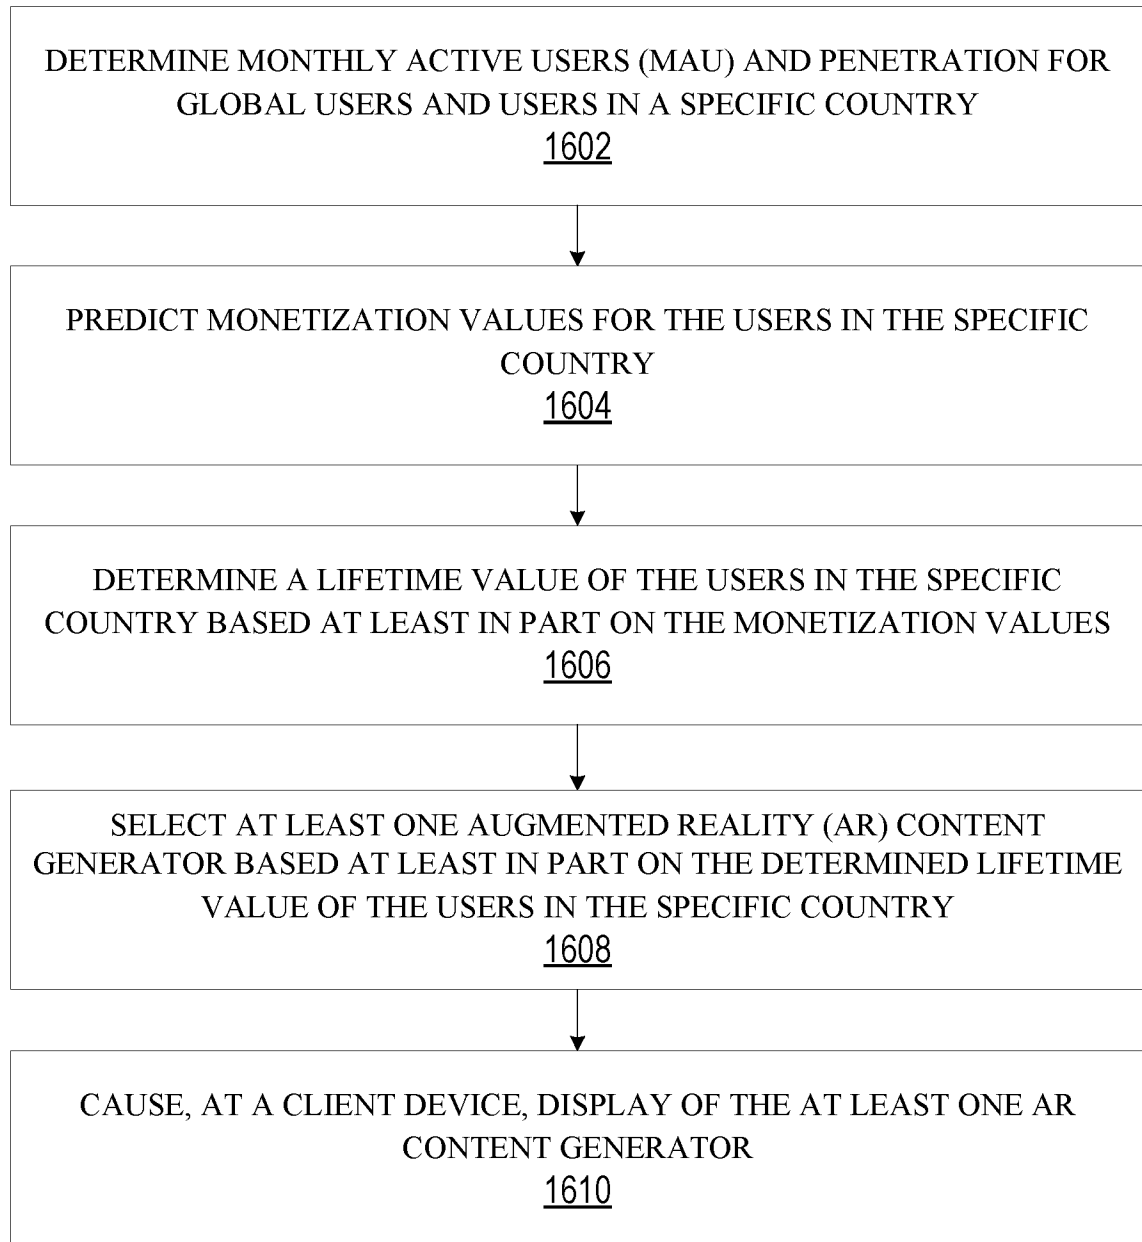 DETERMINE MONTHLY ACTIVE USERS (MAU) AND PENETRATION FOR
GLOBAL USERS AND USERS IN A SPECIFIC COUNTRY
1602
PREDICT MONETIZATION VALUES FOR THE USERS IN THE SPECIFIC
COUNTRY
1604
DETERMINE A LIFETIME VALUE OF THE USERS IN THE SPECIFIC
COUNTRY BASED AT LEAST IN PART ON THE MONETIZATION VALUES
1606
SELECT AT LEAST ONE AUGMENTED REALITY (AR) CONTENT
GENERATOR BASED AT LEAST IN PART ON THE DETERMINED LIFETIME
VALUE OF THE USERS IN THE SPECIFIC COUNTRY
1608
CAUSE, AT A CLIENT DEVICE, DISPLAY OF THE AT LEAST ONE AR
CONTENT GENERATOR
1610